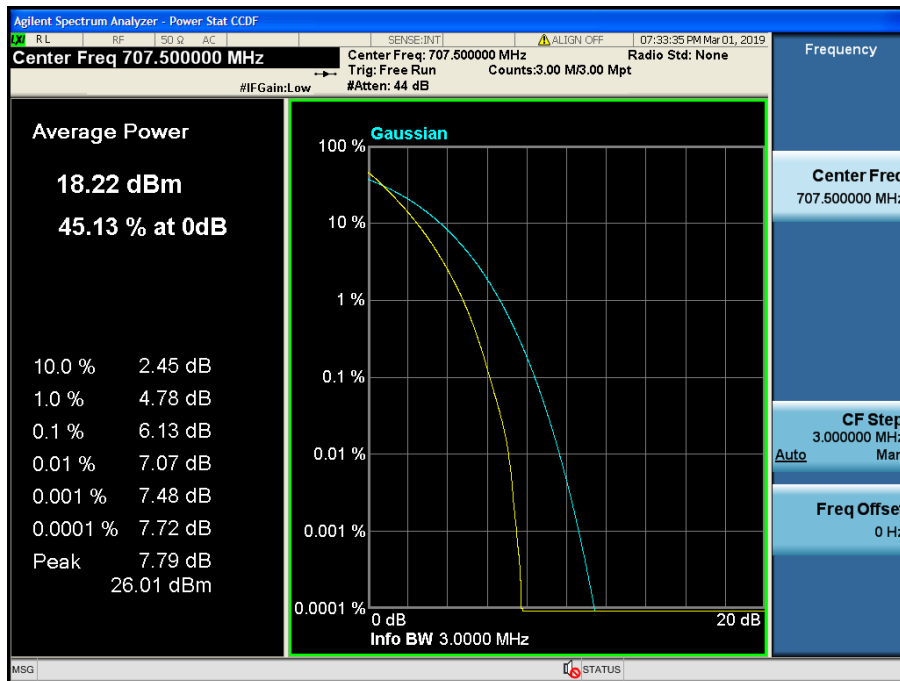 Agilent Spectrum Analyzer - Power Stat CCDF
LXI RL RF 50 Ω AC SENSE:INT ALIGN OFF 07:33:35 PM Mar 01, 2019
Center Freq 707.500000 MHz
Center Freq: 707.500000 MHz Radio Std: None
Trig: Free Run Counts:3.00 M/3.00 Mpt
#IFGain:Low #Atten: 44 dB
Frequency
Average Power
18.22 dBm
45.13 % at 0dB
10.0 % 2.45 dB
1.0 % 4.78 dB
0.1 % 6.13 dB
0.01 % 7.07 dB
0.001 % 7.48 dB
0.0001 % 7.72 dB
Peak 7.79 dB
26.01 dBm
Gaussian
100 %
10 %
1 %
0.1 %
0.01 %
0.001 %
0.0001 %
0 dB 20 dB
Info BW 3.0000 MHz
Center Freq
707.500000 MHz
CF Step
3.000000 MHz
Auto Man
Freq Offset
0 Hz
MSG STATUS